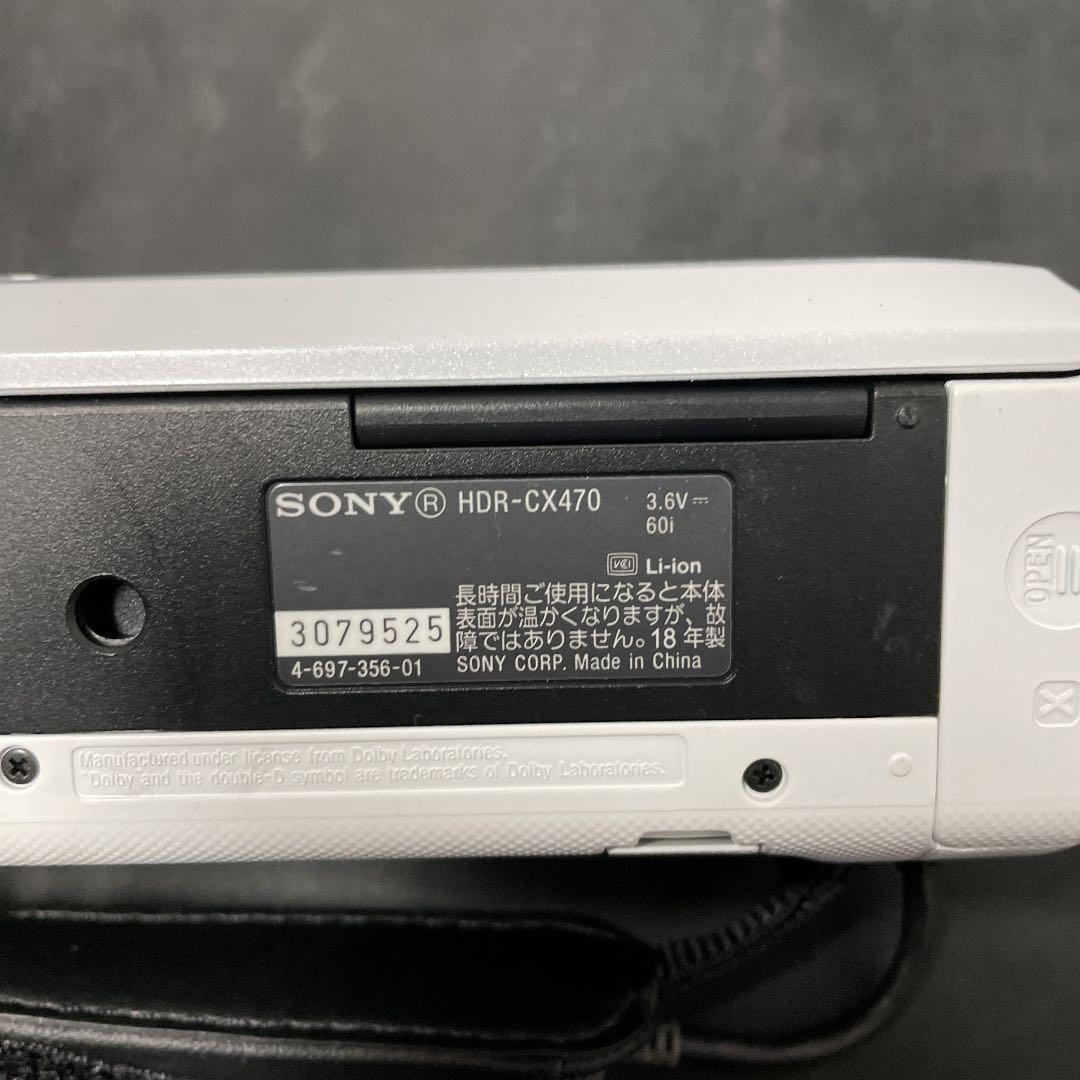 SONY® HDR-CX470 3.6V⎓
60i
VCCI Li-ion
長時間ご使用になると本体
表面が温かくなりますが、故
障ではありません。18年製
3079525
4-697-356-01 SONY CORP. Made in China
OPEN
X
Manufactured under license from Dolby Laboratories.
"Dolby" and the double-D symbol are trademarks of Dolby Laboratories.